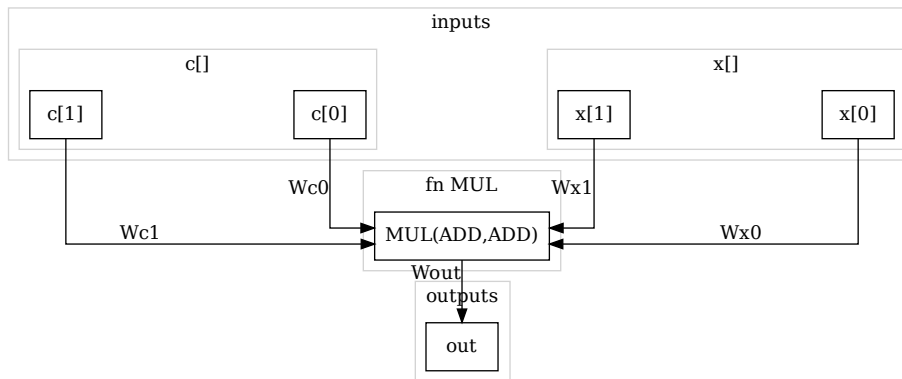 inputs
c[]
x[]
c[1]
c[0]
x[1]
x[0]
Wc0
fn MUL
Wx1
Wc1
MUL(ADD,ADD)
Wx0
Wout
outputs
out